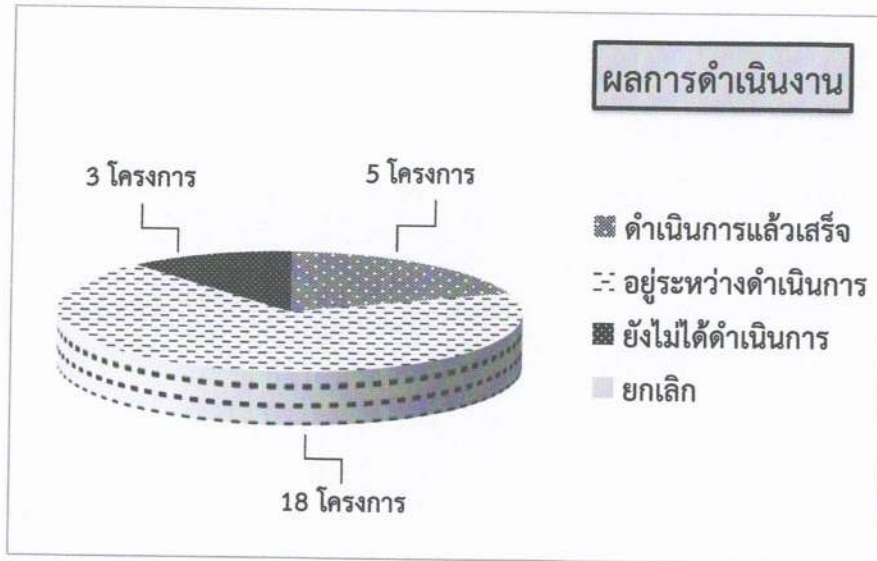 ผลการดำเนินงาน
3 โครงการ
5 โครงการ
ดำเนินการแล้วเสร็จ
อยู่ระหว่างดำเนินการ
ยังไม่ได้ดำเนินการ
ยกเลิก
18 โครงการ